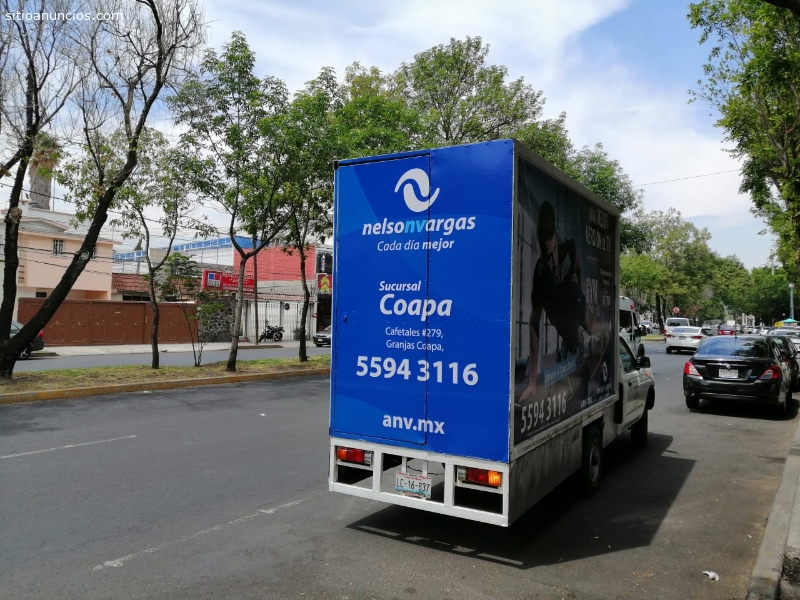 sitioanuncios.com
nelsonvargas
Cada día mejor
Sucursal
Coapa
Cafetales #279,
Granjas Coapa,
5594 3116
anv.mx
LC-16-837
5594 3116